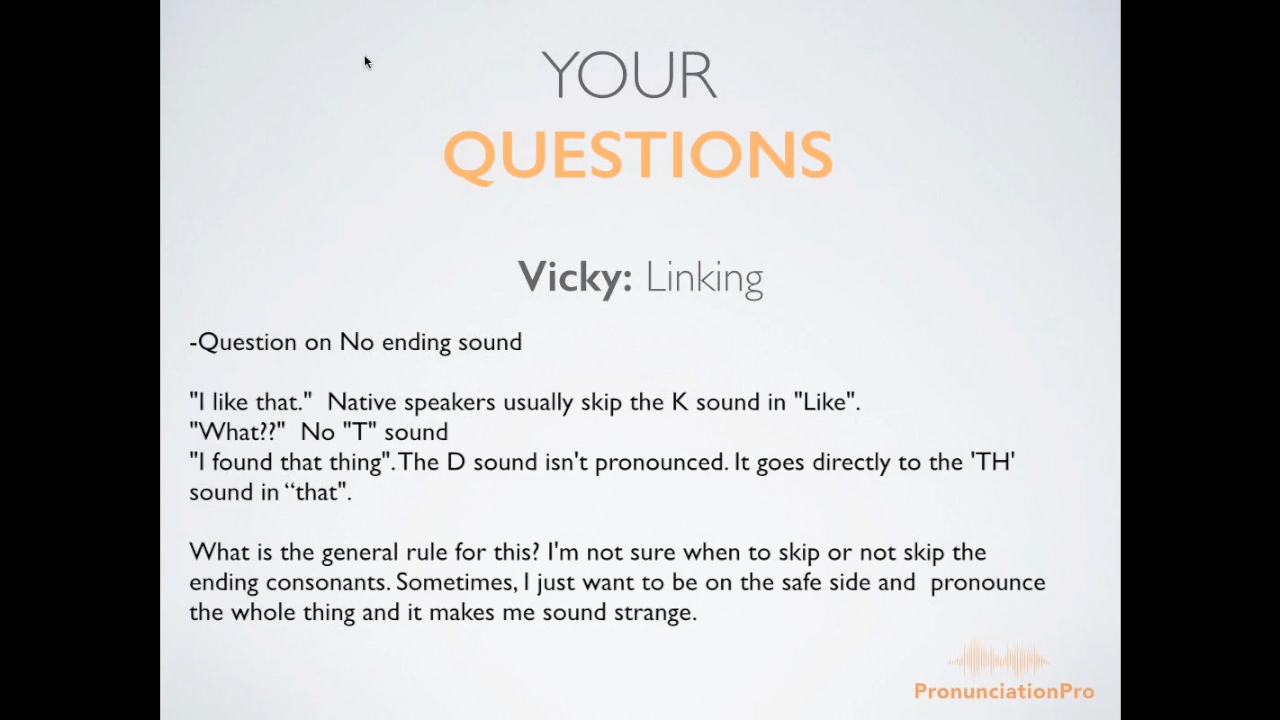 YOUR
QUESTIONS
Vicky: Linking
-Question on No ending sound
"I like that."  Native speakers usually skip the K sound in "Like".
"What??"  No "T" sound
"I found that thing". The D sound isn't pronounced. It goes directly to the 'TH'
sound in “that".
What is the general rule for this? I'm not sure when to skip or not skip the
ending consonants. Sometimes, I just want to be on the safe side and  pronounce
the whole thing and it makes me sound strange.
PronunciationPro